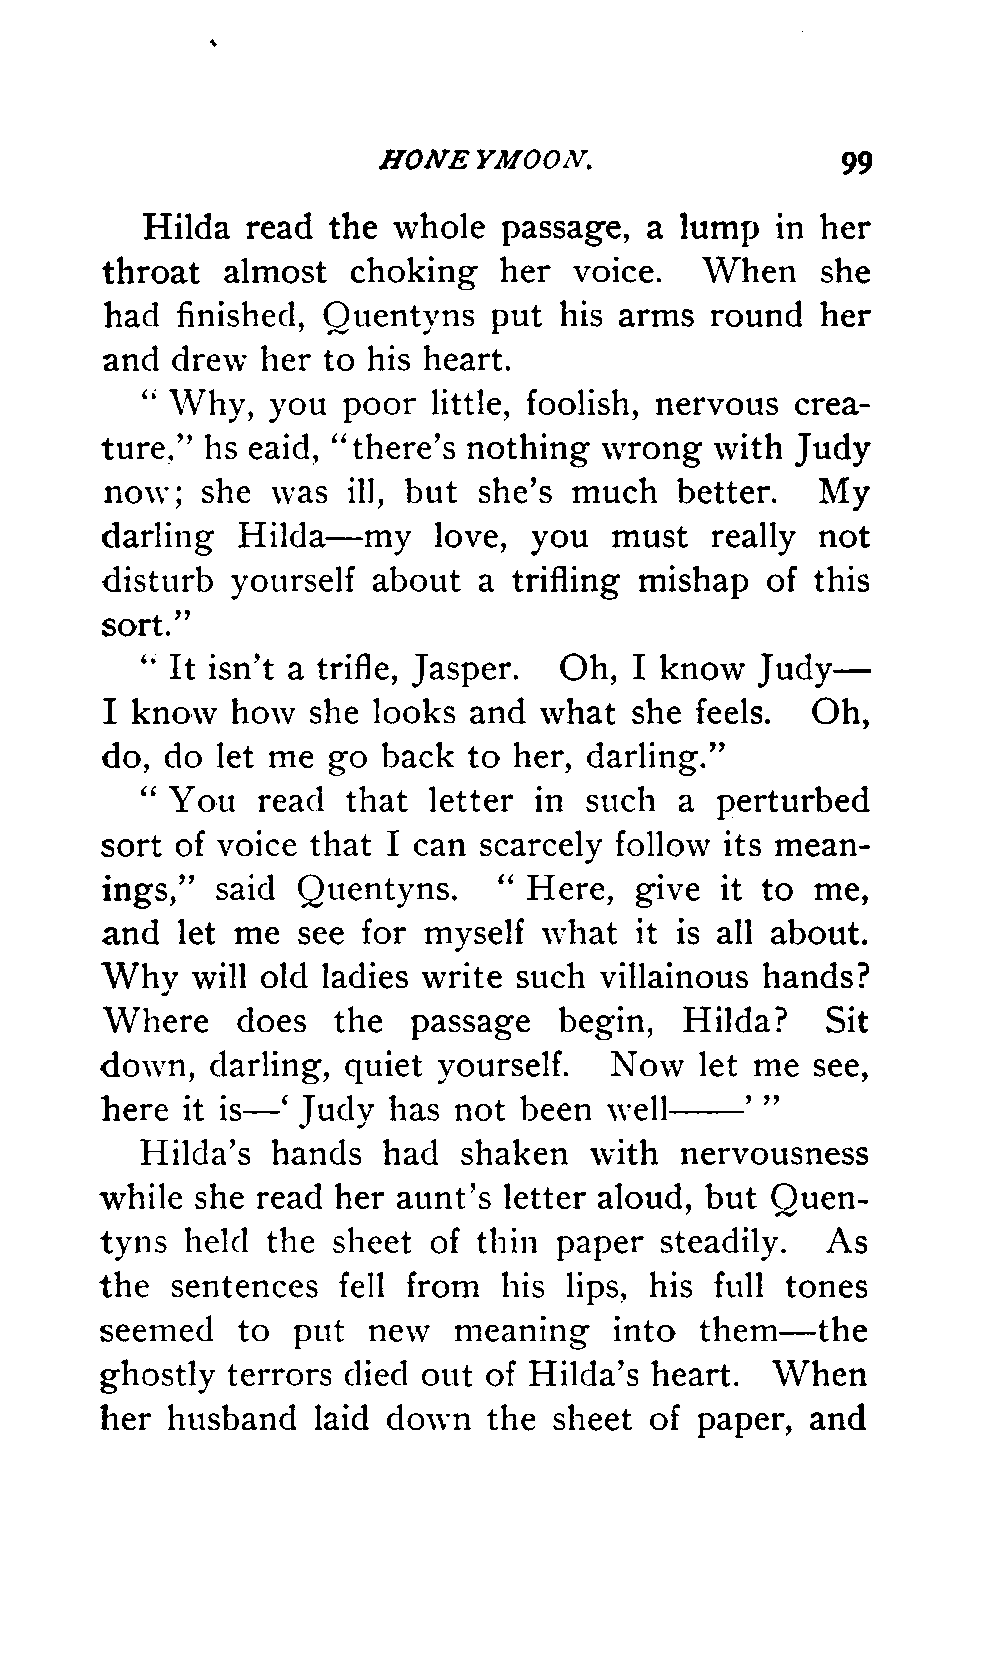 HONEYMOON. 99
Hilda read the whole passage, a lump in her
throat almost choking her voice. When she
had finished, Quentyns put his arms round her
and drew her to his heart.
“ Why, you poor little, foolish, nervous crea-
ture,” hs eaid, “there’s nothing wrong with Judy
now; she was ill, but she’s much better. My
darling Hilda—my love, you must really not
disturb yourself about a trifling mishap of this
sort.”
“ It isn’t a trifle, Jasper. Oh, I know Judy—
I know how she looks and what she feels. Oh,
do, do let me go back to her, darling.”
“ You read that letter in such a perturbed
sort of voice that I can scarcely follow its mean-
ings,” said Quentyns. “ Here, give it to me,
and let me see for myself what it is all about.
Why will old ladies write such villainous hands?
Where does the passage begin, Hilda? Sit
down, darling, quiet yourself. Now let me see,
here it is—‘ Judy has not been well——’ ”
Hilda’s hands had shaken with nervousness
while she read her aunt’s letter aloud, but Quen-
tyns held the sheet of thin paper steadily. As
the sentences fell from his lips, his full tones
seemed to put new meaning into them—the
ghostly terrors died out of Hilda’s heart. When
her husband laid down the sheet of paper, and